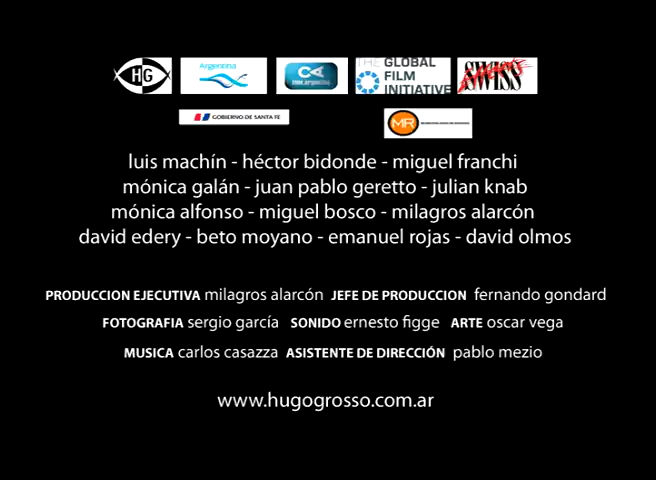 HG
Argentina
CA
cine.argentino
THE GLOBAL
FILM
INITIATIVE
SWISS
GOBIERNO DE SANTA FE
MR
luis machín - héctor bidonde - miguel franchi
mónica galán - juan pablo geretto - julian knab
mónica alfonso - miguel bosco - milagros alarcón
david edery - beto moyano - emanuel rojas - david olmos
PRODUCCION EJECUTIVA milagros alarcón JEFE DE PRODUCCION fernando gondard
FOTOGRAFIA sergio garcía SONIDO ernesto figge ARTE oscar vega
MUSICA carlos casazza ASISTENTE DE DIRECCIÓN pablo mezio
www.hugogrosso.com.ar